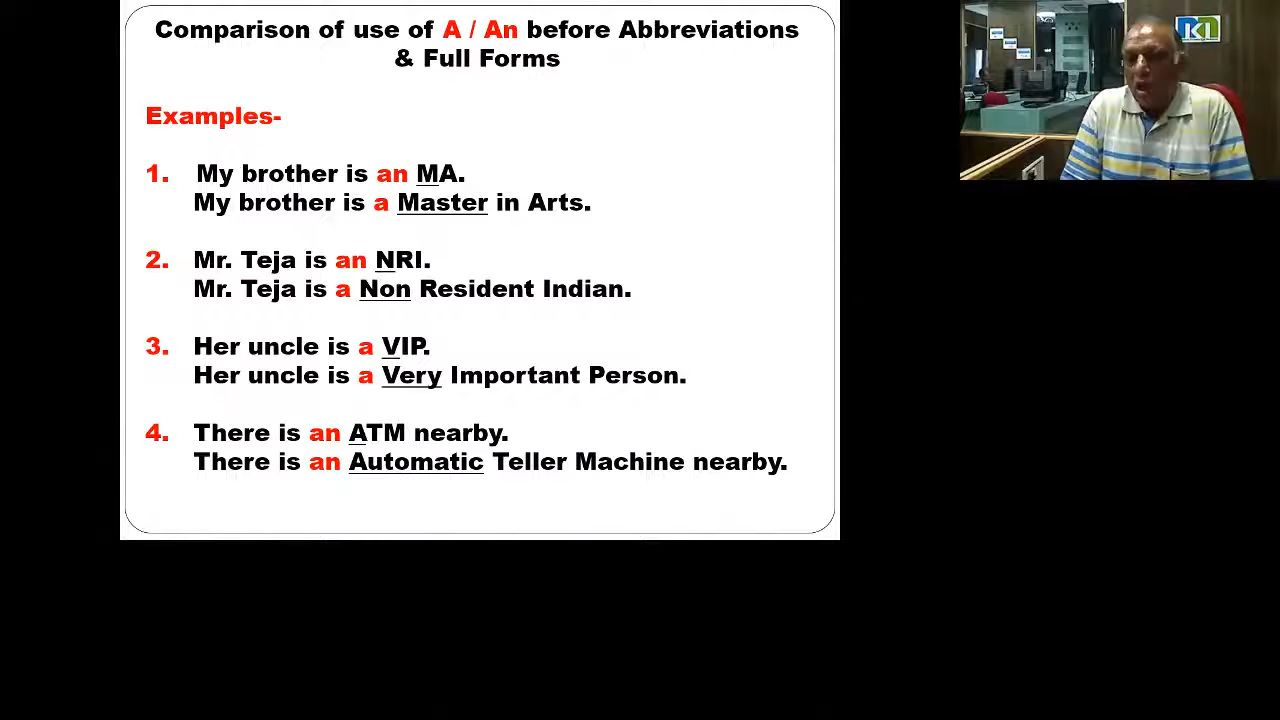 Comparison of use of A / An before Abbreviations
& Full Forms
Examples-
1. My brother is an MA.
My brother is a Master in Arts.
2. Mr. Teja is an NRI.
Mr. Teja is a Non Resident Indian.
3. Her uncle is a VIP.
Her uncle is a Very Important Person.
4. There is an ATM nearby.
There is an Automatic Teller Machine nearby.